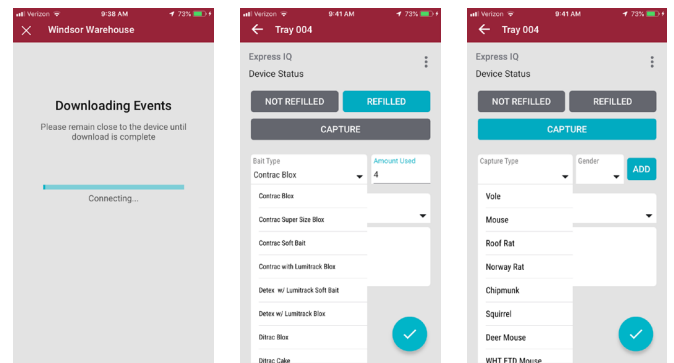 Verizon 9:38 AM 73%
Windsor Warehouse
Downloading Events
Please remain close to the device until
download is complete
Connecting...
Verizon 9:41 AM 73%
Tray 004
Express IQ
Device Status
NOT REFILLED REFILLED
CAPTURE
Bait Type Amount Used
Contrac Blox 4
Contrac Blox
Contrac Super Size Blox
Contrac Soft Bait
Contrac with Lumitrack Blox
Detex w/ Lumitrack Soft Bait
Detex w/ Lumitrack Blox
Ditrac Blox
Ditrac Cake
Verizon 9:41 AM 73%
Tray 004
Express IQ
Device Status
NOT REFILLED REFILLED
CAPTURE
Capture Type Gender ADD
Vole
Mouse
Roof Rat
Norway Rat
Chipmunk
Squirrel
Deer Mouse
WHT FTD Mouse